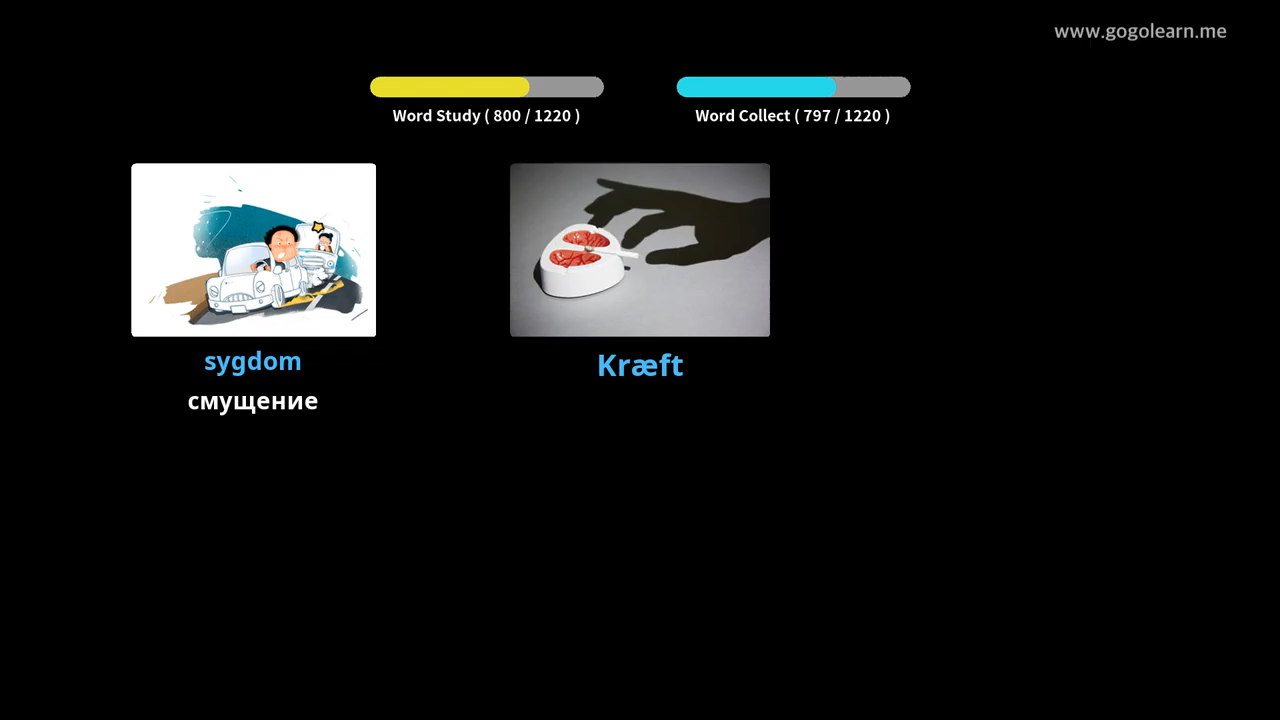 www.gogolearn.me
Word Study ( 800 / 1220 )
Word Collect ( 797 / 1220 )
sygdom
смущение
Kræft